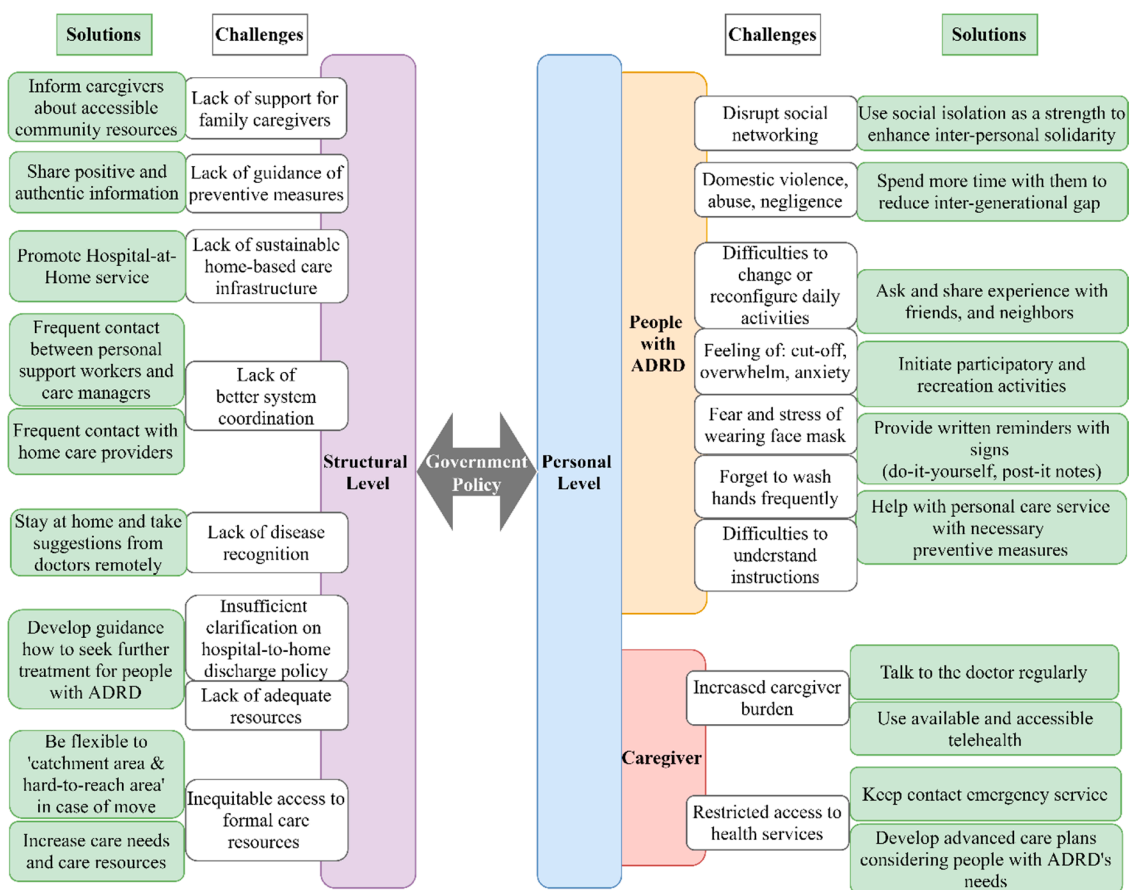 Solutions
Challenges
Challenges
Solutions
Inform caregivers
about accessible
community resources
Lack of support for
family caregivers
Share positive and
authentic information
Lack of guidance of
preventive measures
Promote Hospital-at-
Home service
Lack of sustainable
home-based care
infrastructure
Frequent contact
between personal
support workers and
care managers
Frequent contact with
home care providers
Lack of
better system
coordination
Stay at home and take
suggestions from
doctors remotely
Lack of disease
recognition
Develop guidance
how to seek further
treatment for people
with ADRD
Insufficient
clarification on
hospital-to-home
discharge policy
Lack of adequate
resources
Be flexible to
'catchment area &
hard-to-reach area'
in case of move
Increase care needs
and care resources
Inequitable access to
formal care
resources
Structural
Level
Government
Policy
Personal
Level
People
with
ADRD
Disrupt social
networking
Use social isolation as a strength to
enhance inter-personal solidarity
Domestic violence,
abuse, negligence
Spend more time with them to
reduce inter-generational gap
Difficulties to
change or
reconfigure daily
activities
Ask and share experience with
friends, and neighbors
Feeling of: cut-off,
overwhelm, anxiety
Initiate participatory and
recreation activities
Fear and stress of
wearing face mask
Provide written reminders with
signs
(do-it-yourself, post-it notes)
Forget to wash
hands frequently
Help with personal care service
with necessary
preventive measures
Difficulties to
understand
instructions
Caregiver
Increased caregiver
burden
Talk to the doctor regularly
Use available and accessible
telehealth
Restricted access to
health services
Keep contact emergency service
Develop advanced care plans
considering people with ADRD's
needs